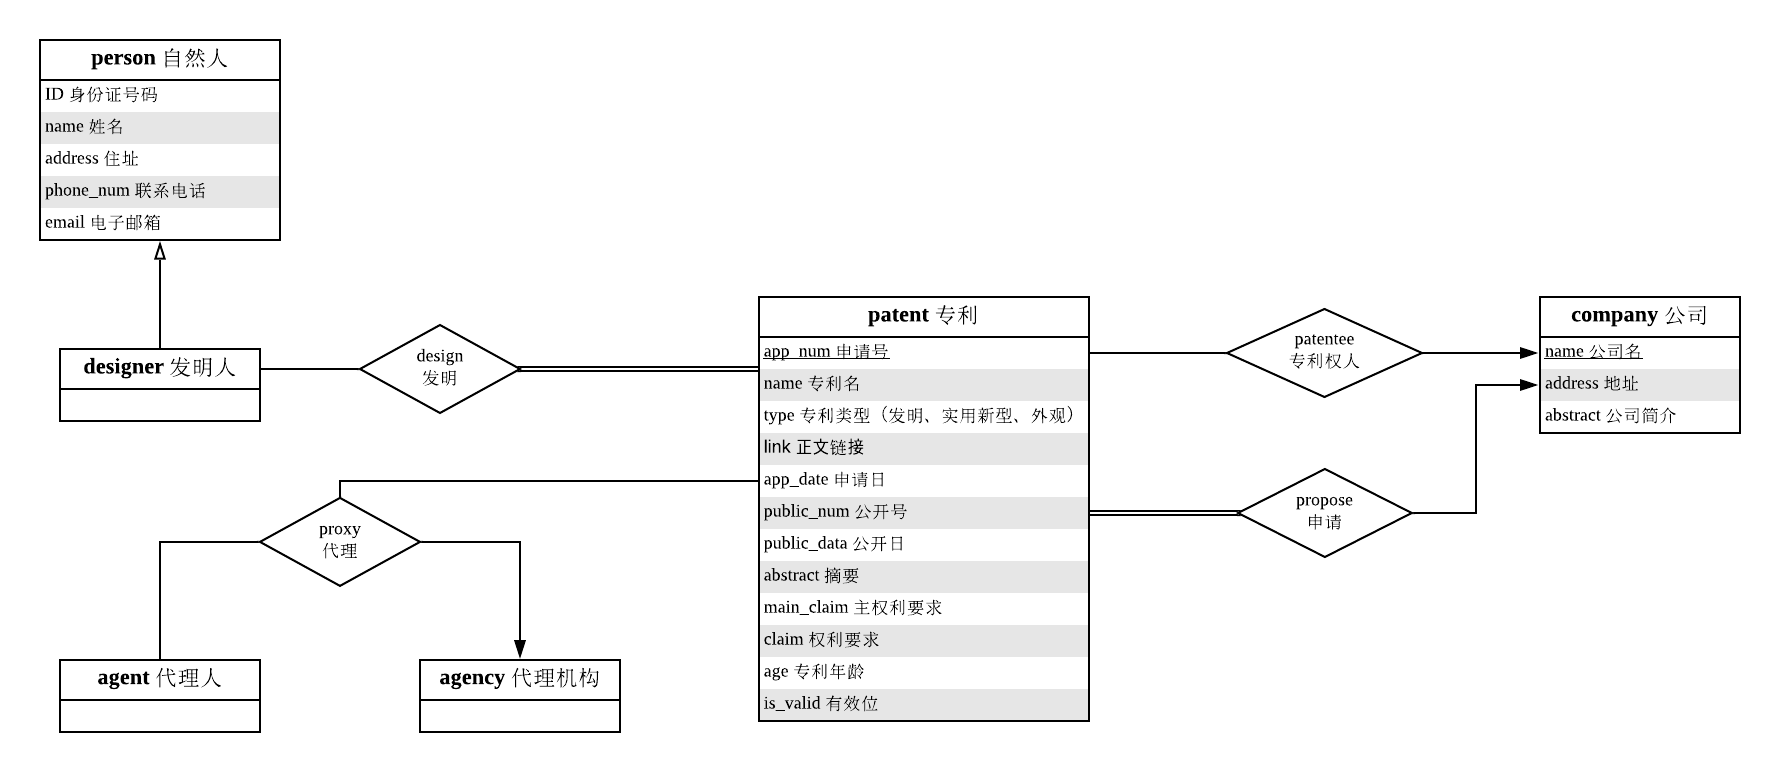 person 自然人
ID 身份证号码
name 姓名
address 住址
phone_num 联系电话
email 电子邮箱
designer 发明人
design
发明
patent 专利
app_num 申请号
name 专利名
type 专利类型（发明、实用新型、外观）
link 正文链接
app_date 申请日
public_num 公开号
public_data 公开日
abstract 摘要
main_claim 主权利要求
claim 权利要求
age 专利年龄
is_valid 有效位
patentee
专利权人
company 公司
name 公司名
address 地址
abstract 公司简介
propose
申请
proxy
代理
agent 代理人
agency 代理机构